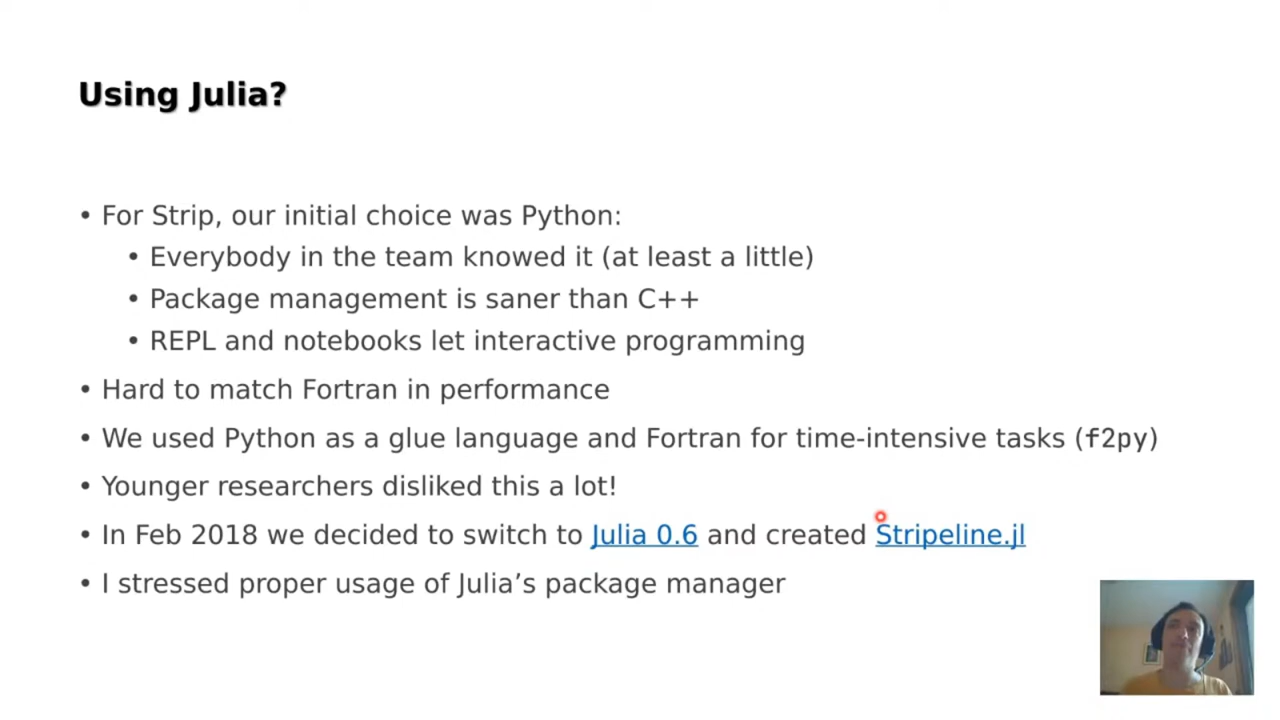 Using Julia?
• For Strip, our initial choice was Python:
• Everybody in the team knowed it (at least a little)
• Package management is saner than C++
• REPL and notebooks let interactive programming
• Hard to match Fortran in performance
• We used Python as a glue language and Fortran for time-intensive tasks (f2py)
• Younger researchers disliked this a lot!
• In Feb 2018 we decided to switch to Julia 0.6 and created Stripeline.jl
• I stressed proper usage of Julia’s package manager